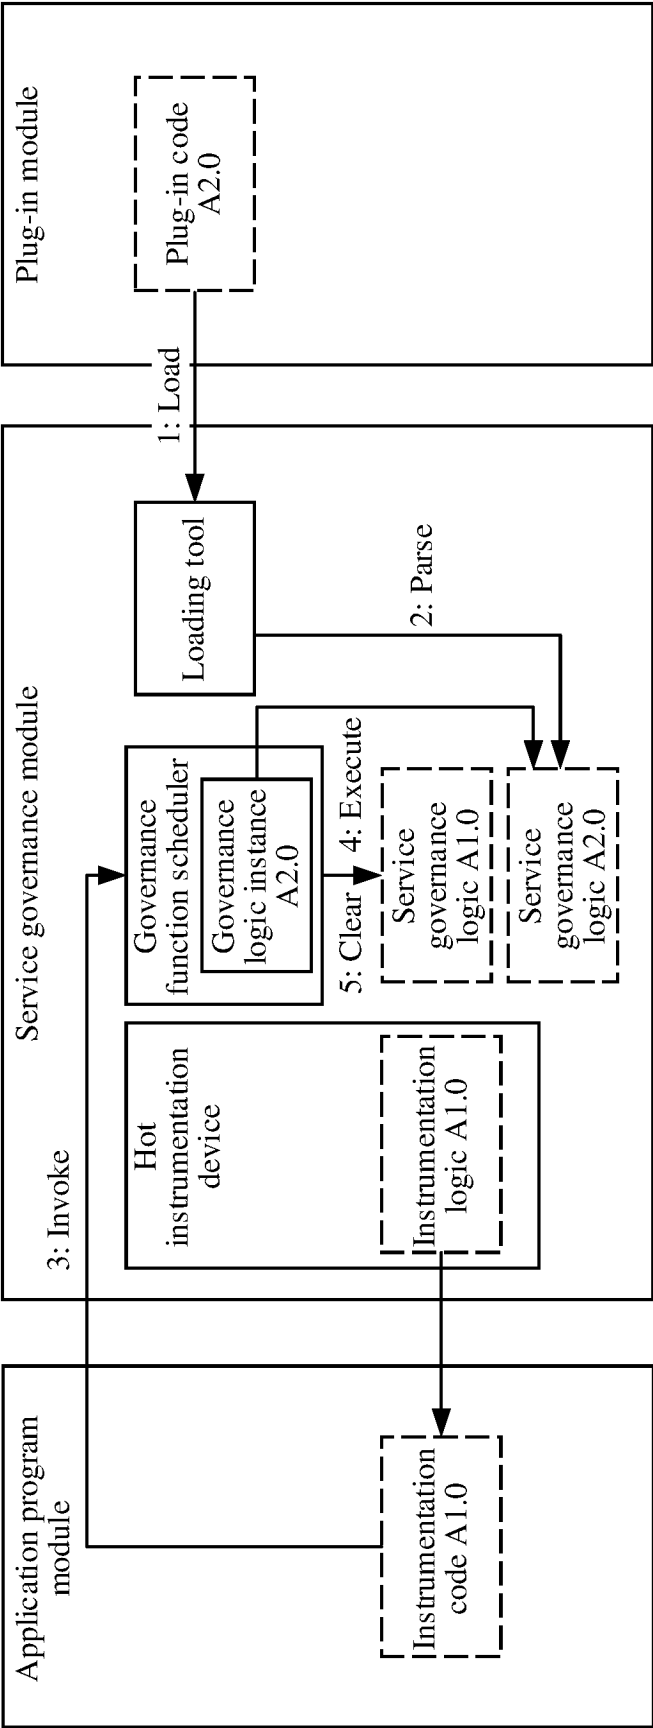 Application program
module
Instrumentation
code A1.0
3: Invoke
Service governance module
Hot
instrumentation
device
Instrumentation
logic A1.0
Governance
function scheduler
Governance
logic instance
A2.0
5: Clear
4: Execute
Service
governance
logic A1.0
Service
governance
logic A2.0
Loading tool
2: Parse
1: Load
Plug-in module
Plug-in code
A2.0